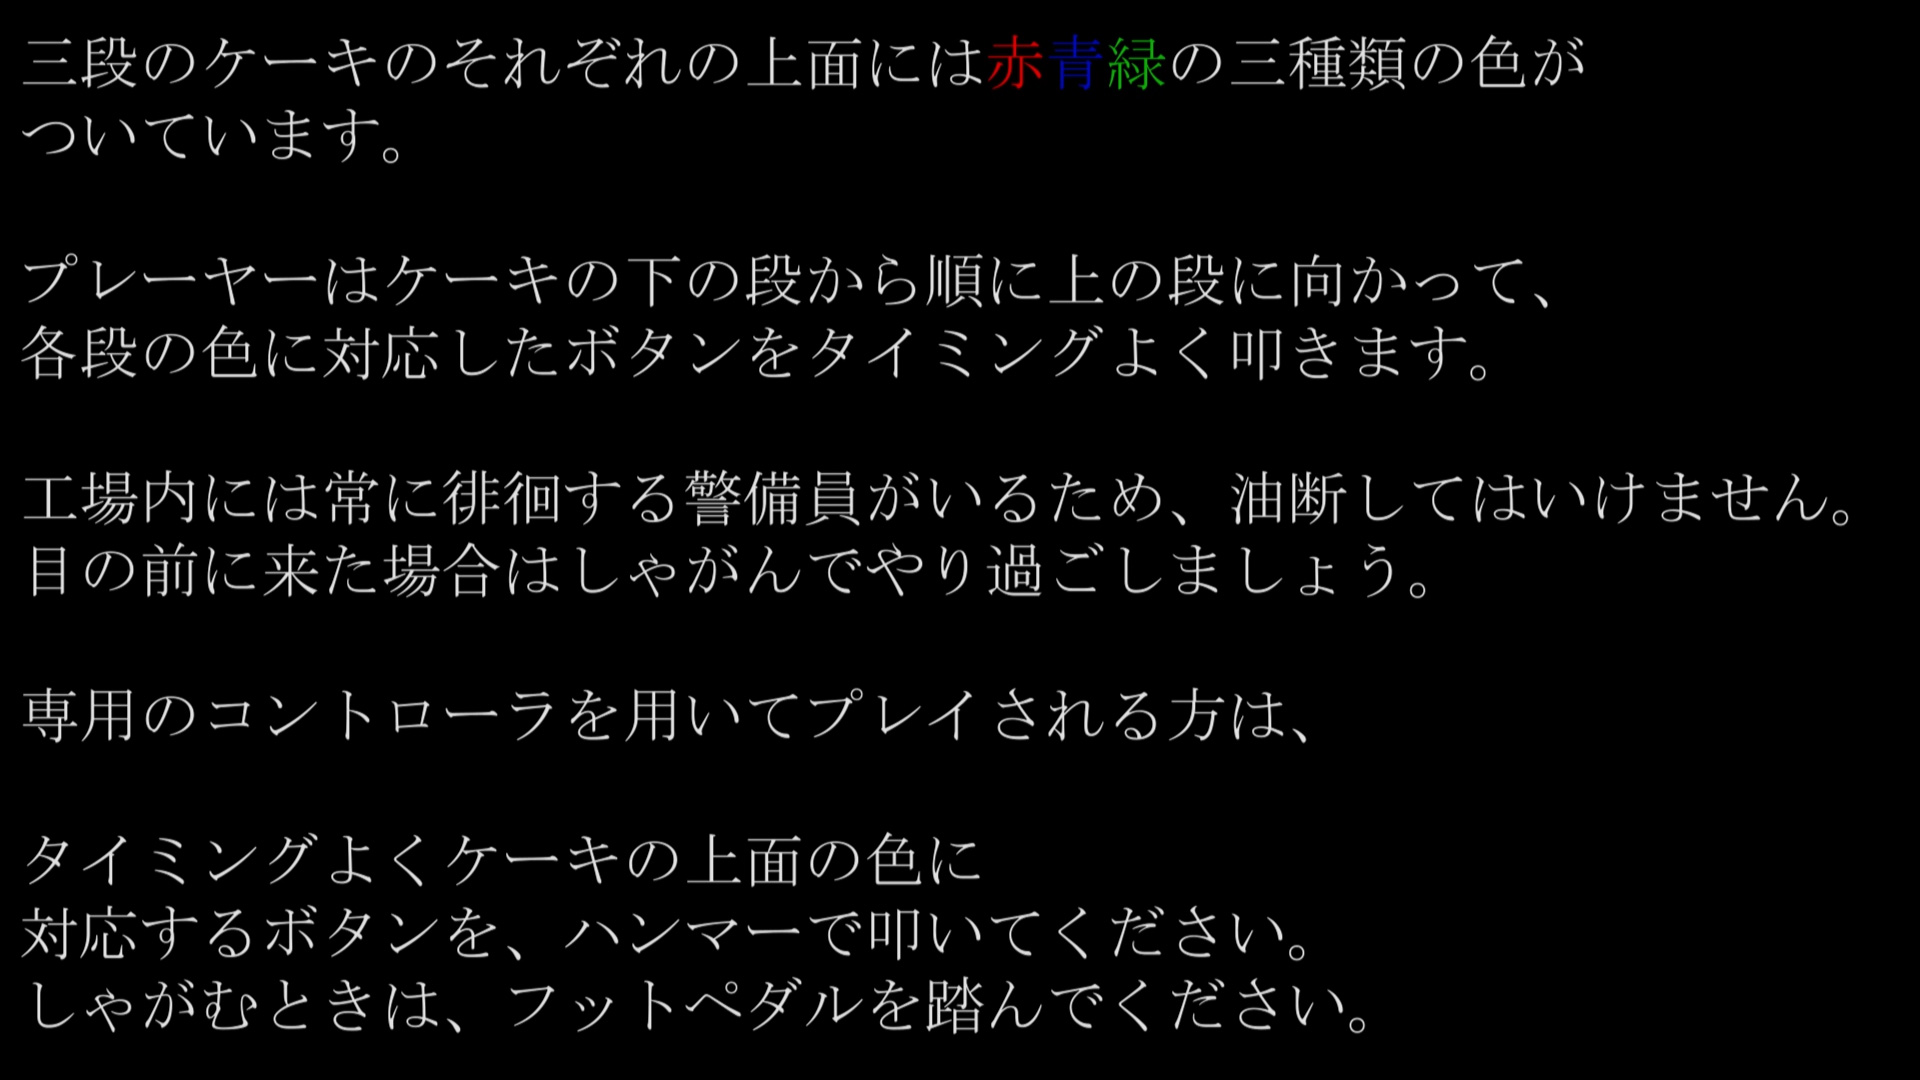 三段のケーキのそれぞれの上面には赤青緑の三種類の色が
ついています。
プレーヤーはケーキの下の段から順に上の段に向かって、
各段の色に対応したボタンをタイミングよく叩きます。
工場内には常に徘徊する警備員がいるため、油断してはいけません。
目の前に来た場合はしゃがんでやり過ごしましょう。
専用のコントローラを用いてプレイされる方は、
タイミングよくケーキの上面の色に
対応するボタンを、ハンマーで叩いてください。
しゃがむときは、フットペダルを踏んでください。